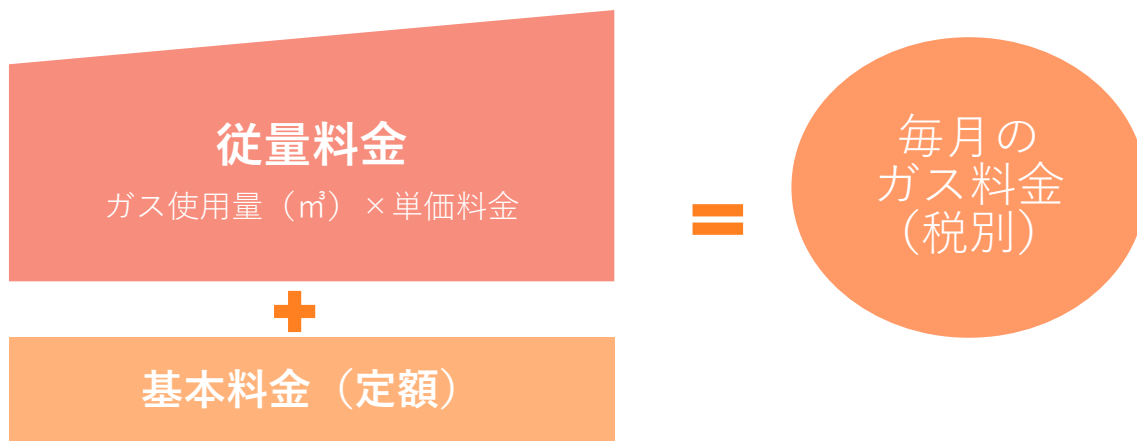 従量料金
ガス使用量（㎥）×単価料金
+
基本料金（定額）
=
毎月の
ガス料金
（税別）